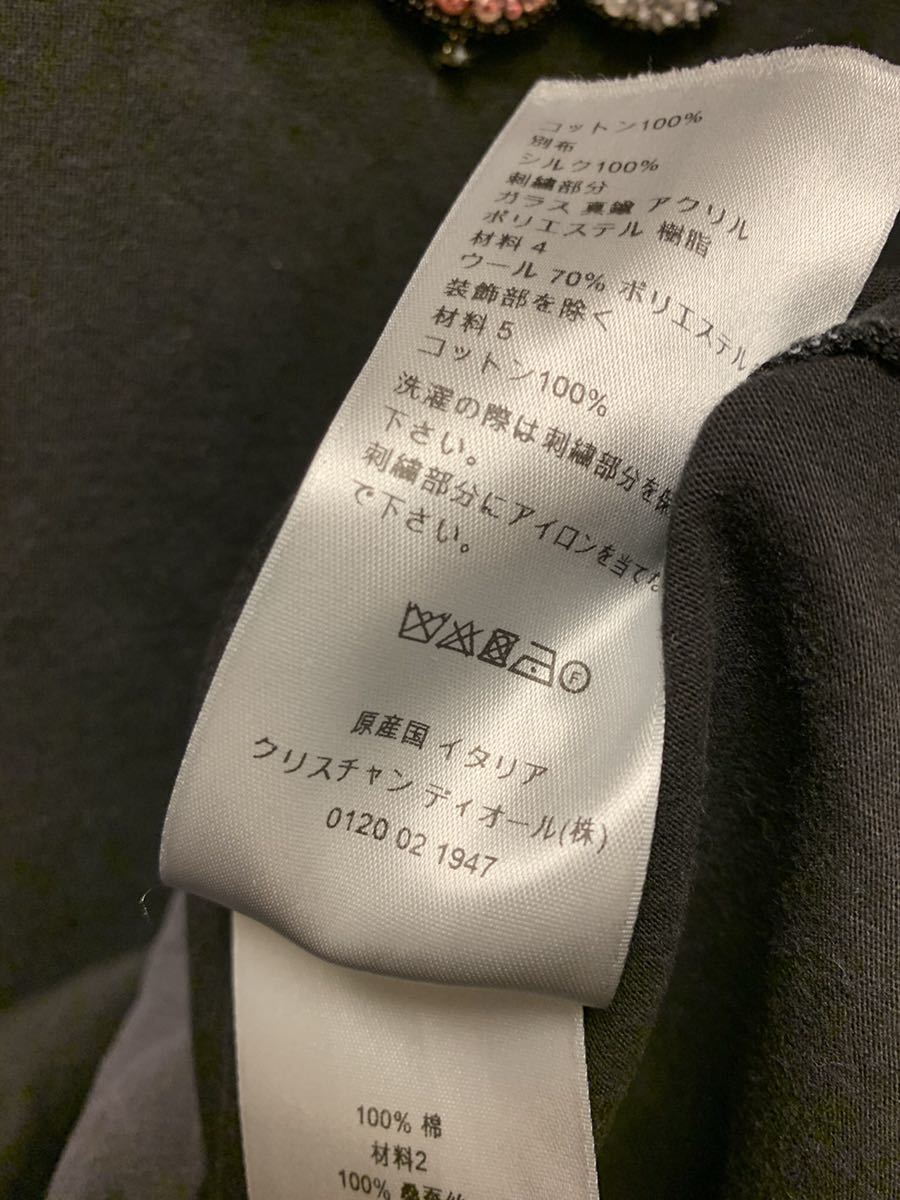 コットン100%
別布
シルク100%
刺繍部分
ガラス 真鍮 アクリル
ポリエステル 樹脂
材料 4
ウール 70% ポリエステル
装飾部を除く
材料 5
コットン100%
洗濯の際は刺繍部分を保
下さい。
刺繍部分にアイロンを当てな
で下さい。
F
原産国 イタリア
クリスチャン ディオール(株)
0120 02 1947
100% 棉
材料2
100% 桑蚕丝